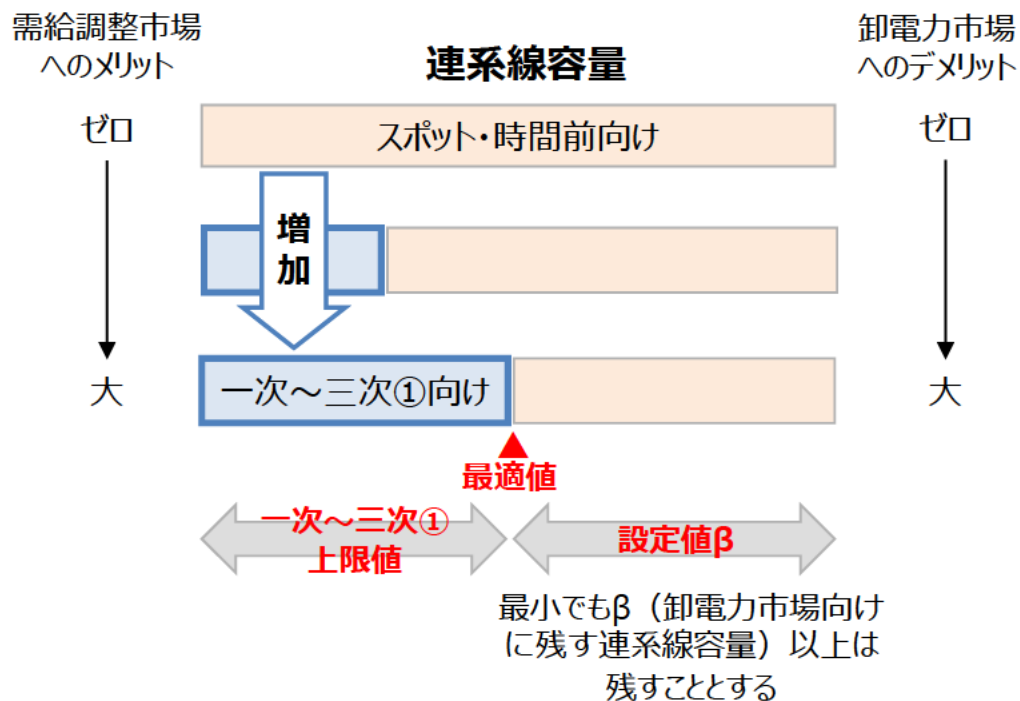 需給調整市場
へのメリット
連系線容量
卸電力市場
へのデメリット
ゼロ
スポット・時間前向け
ゼロ
増
加
大
一次～三次①向け
大
最適値
一次～三次①
上限値
設定値β
最小でもβ（卸電力市場向け
に残す連系線容量）以上は
残すこととする